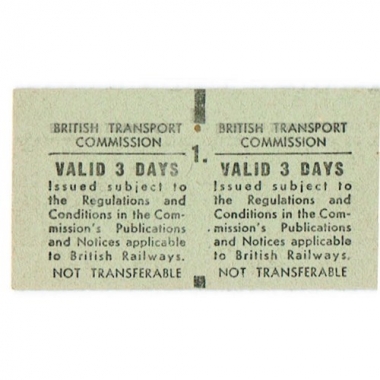 BRITISH TRANSPORT
COMMISSION
VALID 3 DAYS
Issued subject to
the Regulations and
Conditions in the Com-
mission's Publications
and Notices applicable
to British Railways.
NOT TRANSFERABLE
1.
BRITISH TRANSPORT
COMMISSION
VALID 3 DAYS
Issued subject to
the Regulations and
Conditions in the Com-
mission's Publications
and Notices applicable
to British Railways.
NOT TRANSFERABLE